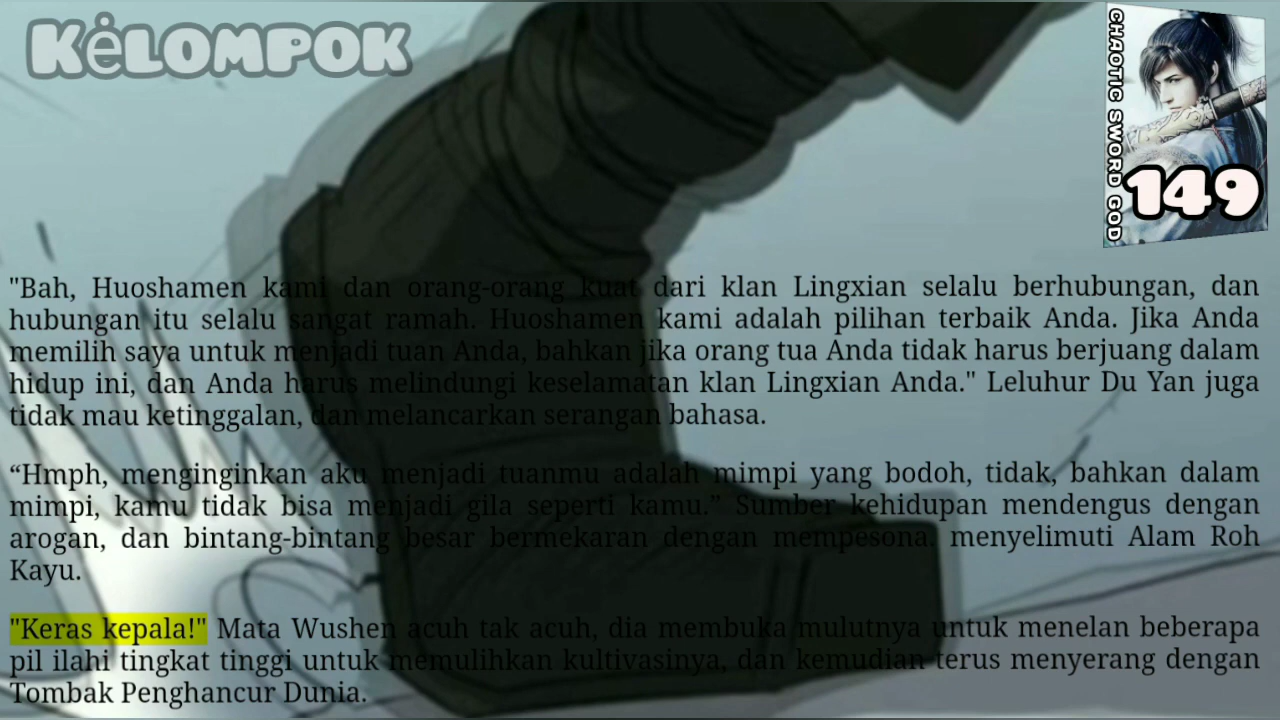 Kėlompok
CHAOTIC SWORD GOD
149
"Bah, Huoshamen kami dan orang-orang kuat dari klan Lingxian selalu berhubungan, dan
hubungan itu selalu sangat ramah. Huoshamen kami adalah pilihan terbaik Anda. Jika Anda
memilih saya untuk menjadi tuan Anda, bahkan jika orang tua Anda tidak harus berjuang dalam
hidup ini, dan Anda harus melindungi keselamatan klan Lingxian Anda." Leluhur Du Yan juga
tidak mau ketinggalan, dan melancarkan serangan bahasa.
“Hmph, menginginkan aku menjadi tuanmu adalah mimpi yang bodoh, tidak, bahkan dalam
mimpi, kamu tidak bisa menjadi gila seperti kamu.” Sumber kehidupan mendengus dengan
arogan, dan bintang-bintang besar bermekaran dengan mempesona. menyelimuti Alam Roh
Kayu.
"Keras kepala!" Mata Wushen acuh tak acuh, dia membuka mulutnya untuk menelan beberapa
pil ilahi tingkat tinggi untuk memulihkan kultivasinya, dan kemudian terus menyerang dengan
Tombak Penghancur Dunia.